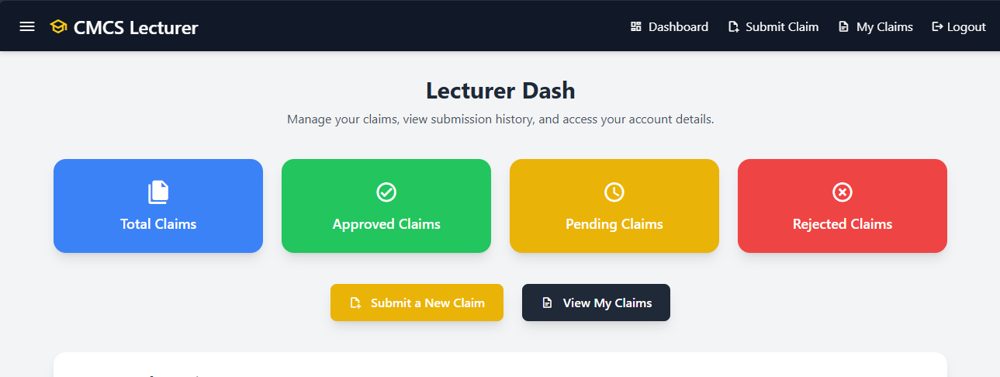 CMCS Lecturer
Dashboard
Submit Claim
My Claims
Logout
Lecturer Dash
Manage your claims, view submission history, and access your account details.
Total Claims
Approved Claims
Pending Claims
Rejected Claims
Submit a New Claim
View My Claims